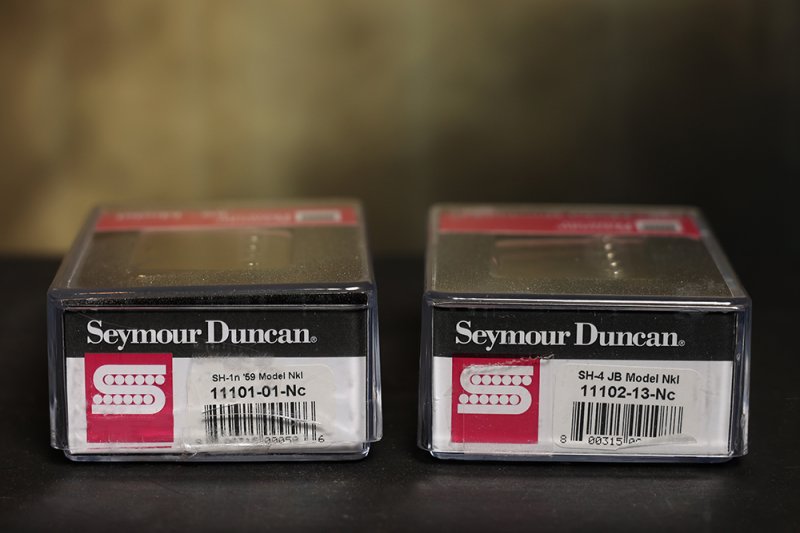 Seymour Duncan®
SH-1n '59 Model Nkl
11101-01-Nc
Seymour Duncan®
SH-4 JB Model Nkl
11102-13-Nc
8 00315 00